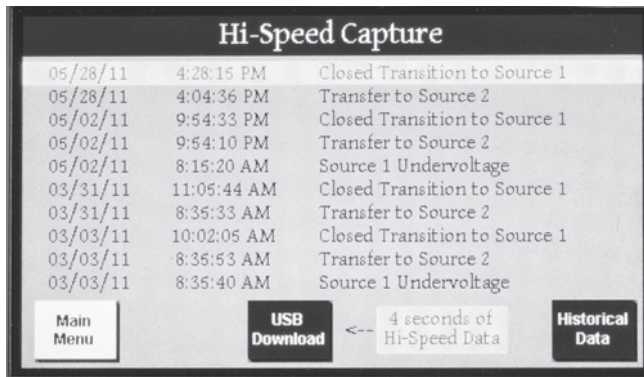 Hi-Speed Capture
05/28/11 4:28:15 PM Closed Transition to Source 1
05/28/11 4:04:36 PM Transfer to Source 2
05/02/11 9:54:33 PM Closed Transition to Source 1
05/02/11 9:54:10 PM Transfer to Source 2
05/02/11 8:15:20 AM Source 1 Undervoltage
03/31/11 11:05:44 AM Closed Transition to Source 1
03/31/11 8:35:33 AM Transfer to Source 2
03/03/11 10:02:05 AM Closed Transition to Source 1
03/03/11 8:35:53 AM Transfer to Source 2
03/03/11 8:35:40 AM Source 1 Undervoltage
Main
Menu
USB
Download
<--
4 seconds of
Hi-Speed Data
Historical
Data